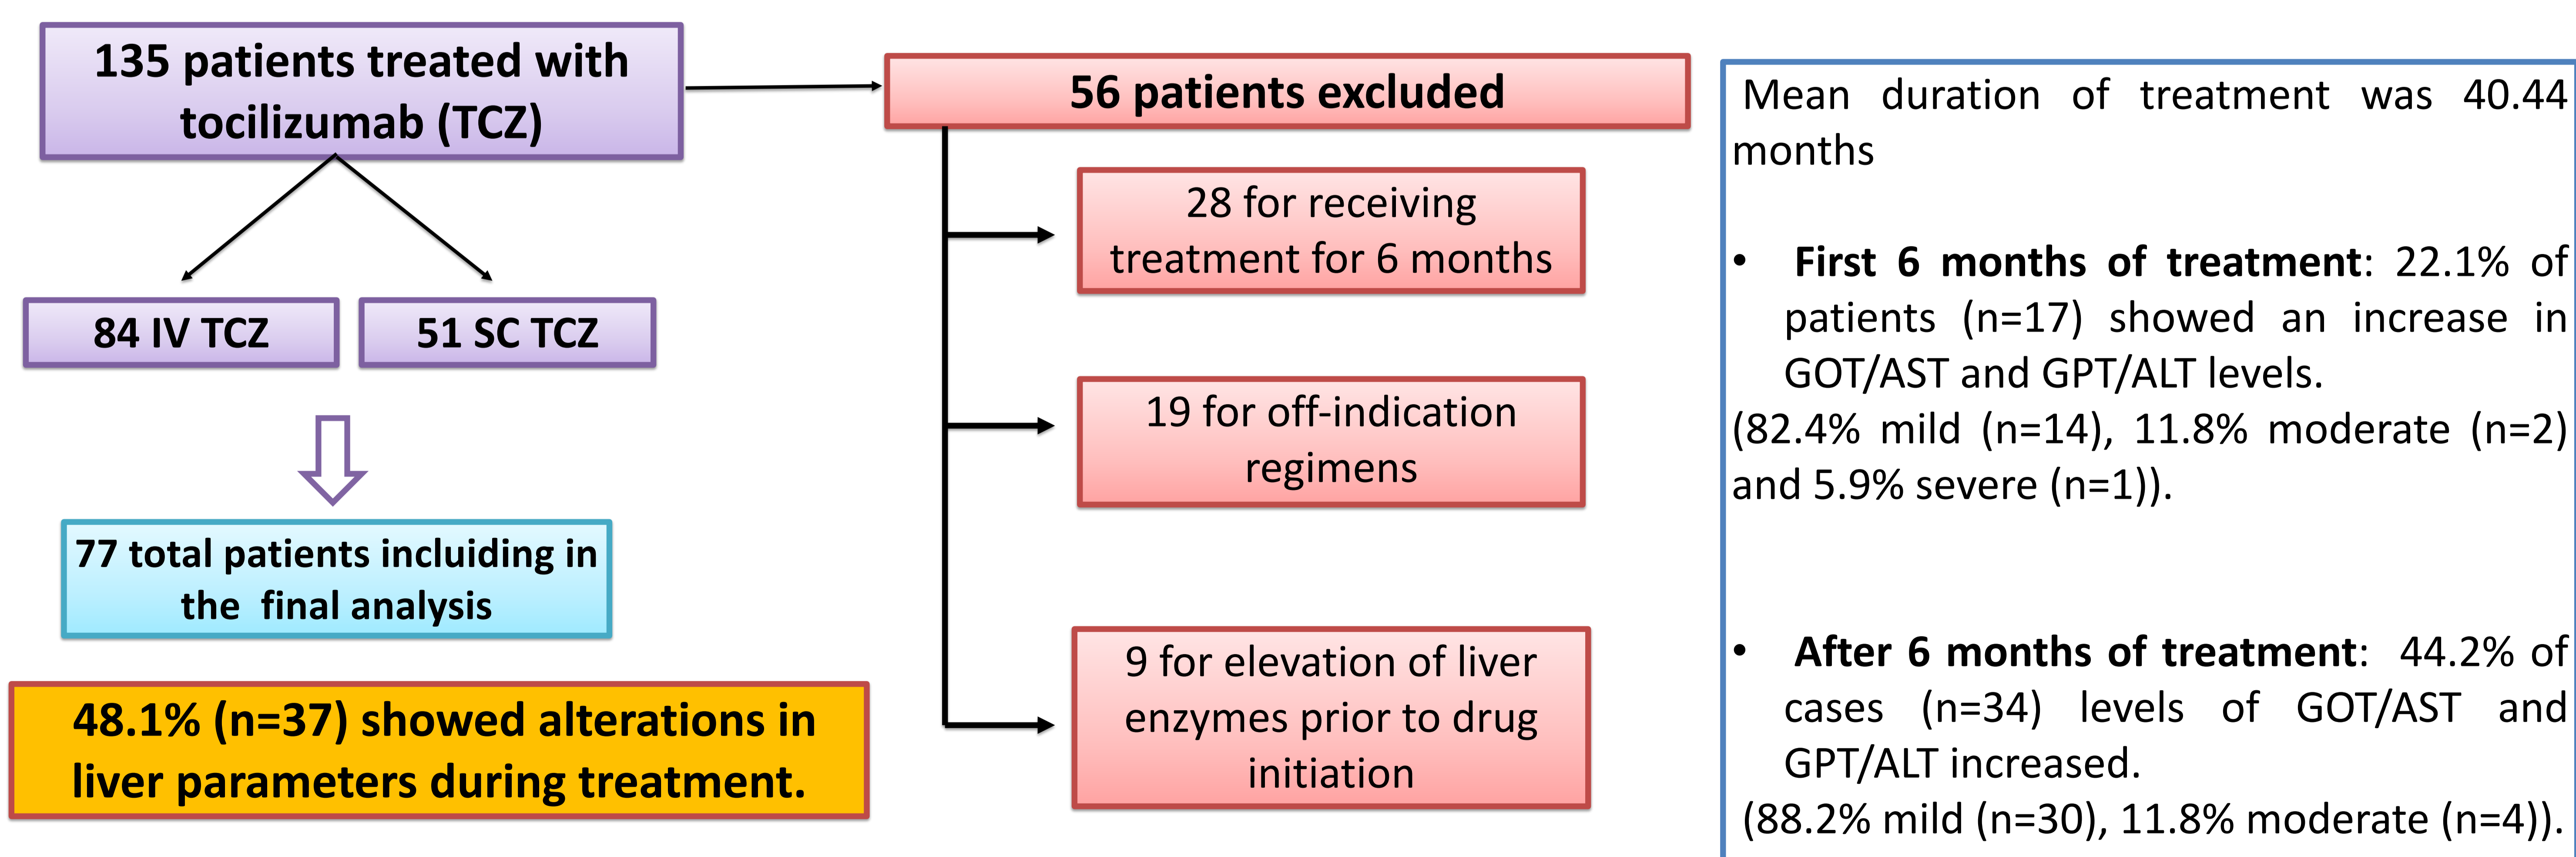 135 patients treated with
tocilizumab (TCZ)
84 IV TCZ
51 SC TCZ
77 total patients incluiding in
the final analysis
48.1% (n=37) showed alterations in
liver parameters during treatment.
56 patients excluded
28 for receiving
treatment for 6 months
19 for off-indication
regimens
9 for elevation of liver
enzymes prior to drug
initiation
Mean duration of treatment was 40.44
months
• First 6 months of treatment: 22.1% of
patients (n=17) showed an increase in
GOT/AST and GPT/ALT levels.
(82.4% mild (n=14), 11.8% moderate (n=2)
and 5.9% severe (n=1)).
• After 6 months of treatment: 44.2% of
cases (n=34) levels of GOT/AST and
GPT/ALT increased.
(88.2% mild (n=30), 11.8% moderate (n=4)).